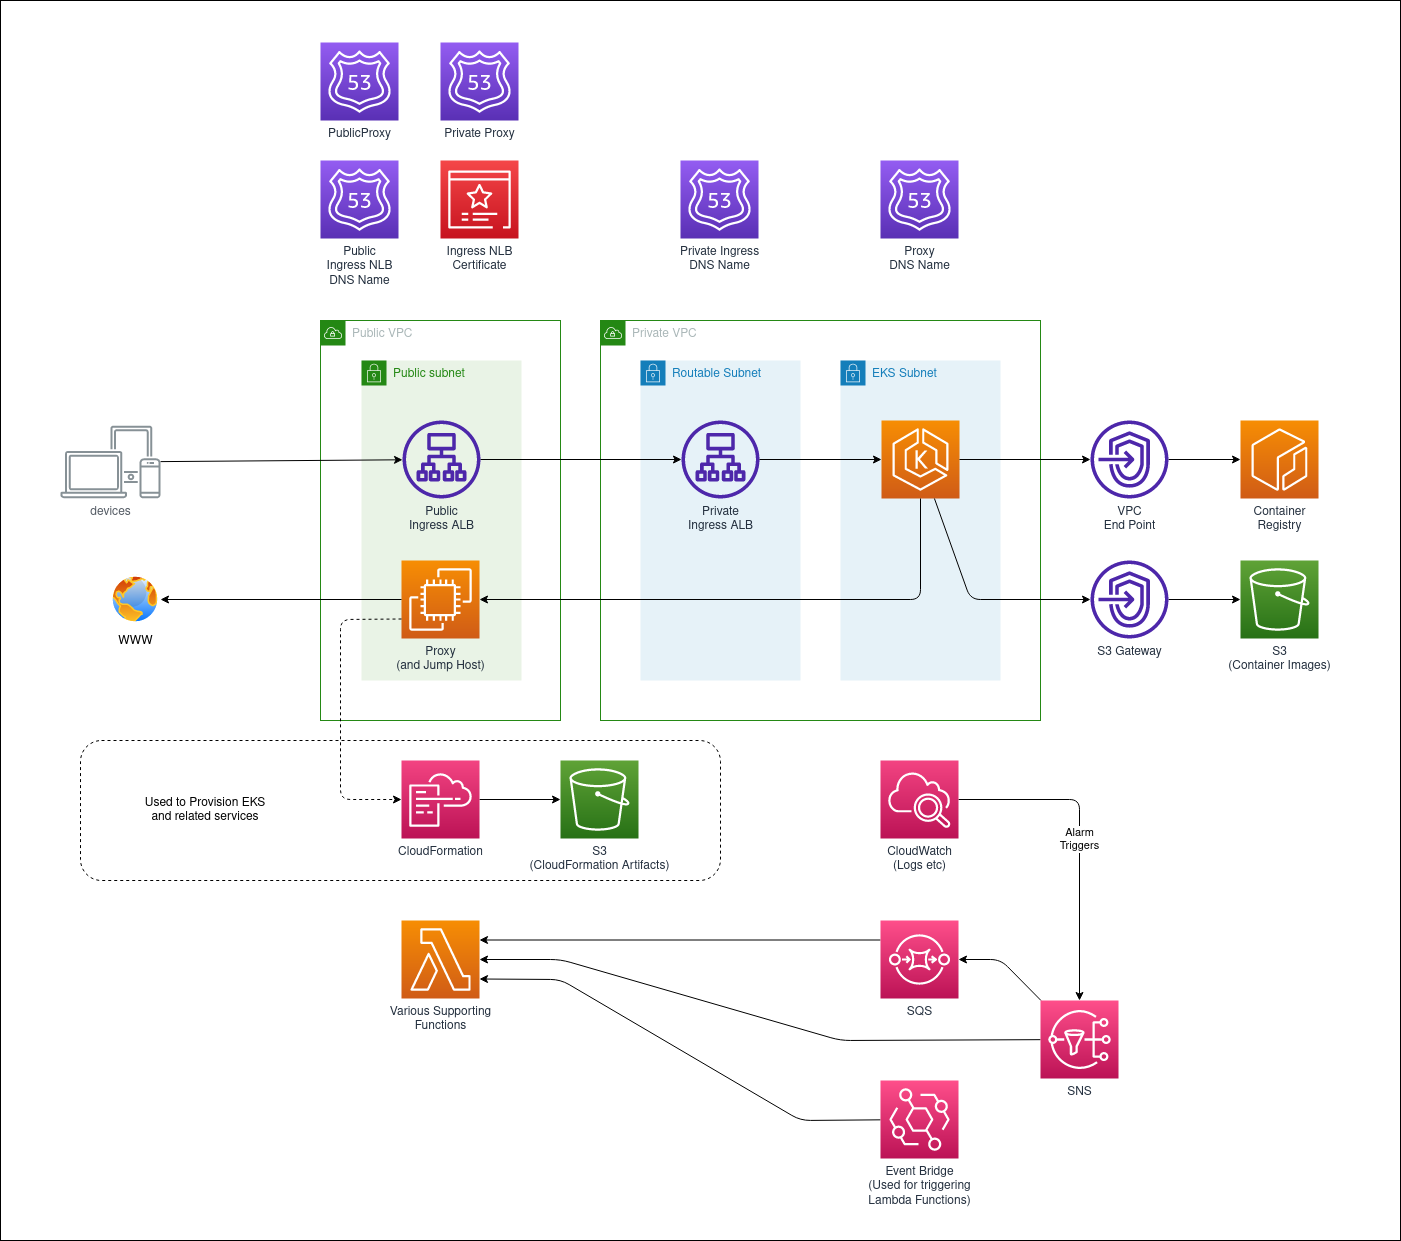 53
53
PublicProxy
Private Proxy
53
53
53
Public
Ingress NLB
DNS Name
Ingress NLB
Certificate
Private Ingress
DNS Name
Proxy
DNS Name
Public VPC
Private VPC
Public subnet
Routable Subnet
EKS Subnet
K
devices
Public
Ingress ALB
Private
Ingress ALB
VPC
End Point
Container
Registry
www
Proxy
(and Jump Host)
S3 Gateway
S3
(Container Images)
Used to Provision EKS
and related services
CloudFormation
S3
(CloudFormation Artifacts)
CloudWatch
(Logs etc)
Alarm
Triggers
Various Supporting
Functions
SQS
SNS
Event Bridge
(Used for triggering
Lambda Functions)